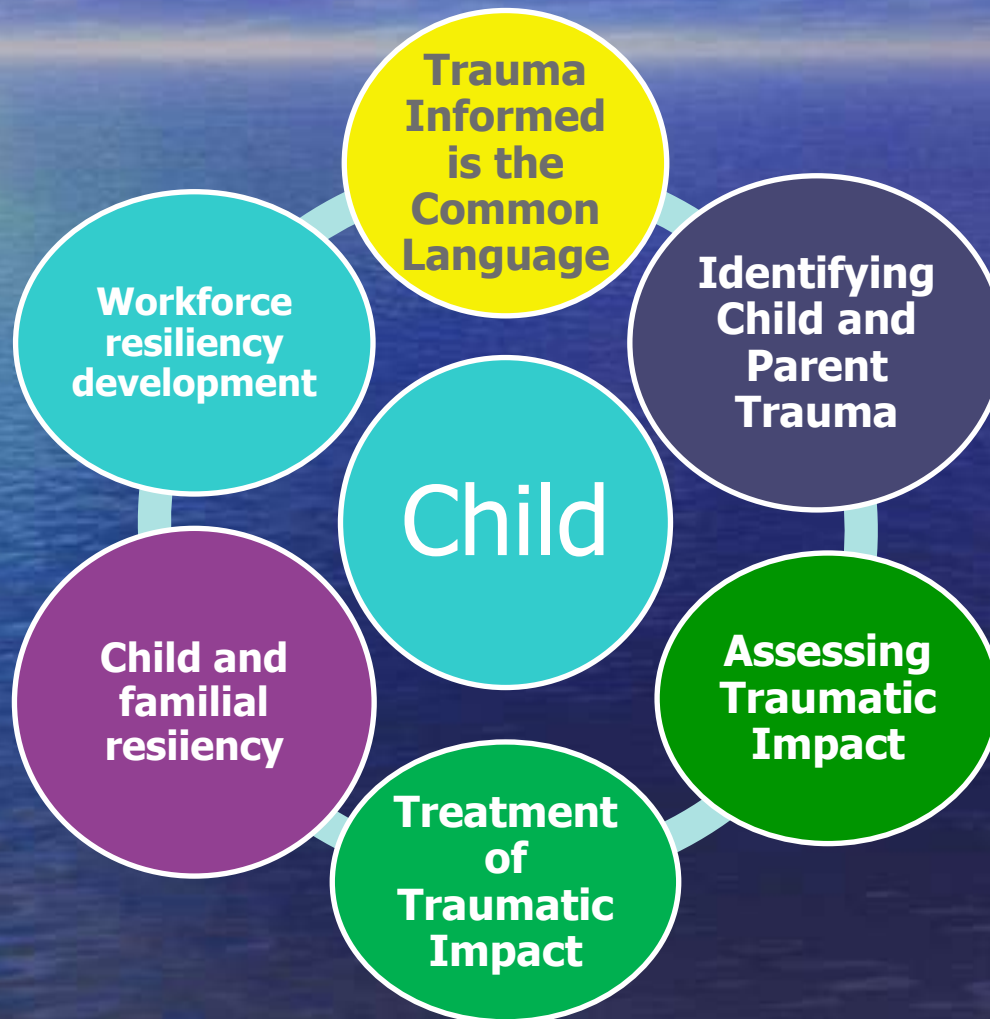 Trauma
Informed
is the
Common
Language
Identifying
Child and
Parent
Trauma
Assessing
Traumatic
Impact
Treatment
of
Traumatic
Impact
Child and
familial
resiiency
Workforce
resiliency
development
Child